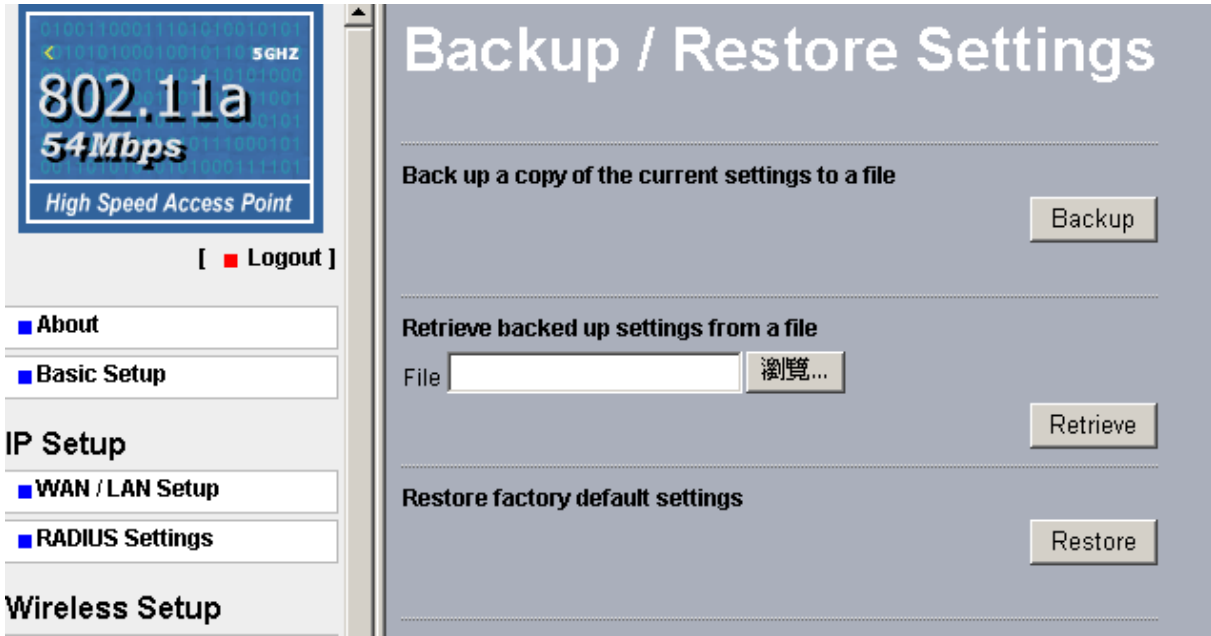 5GHZ
802.11a
54Mbps
High Speed Access Point
[ Logout ]
About
Basic Setup
IP Setup
WAN / LAN Setup
RADIUS Settings
Wireless Setup
Backup / Restore Settings
Back up a copy of the current settings to a file
Backup
Retrieve backed up settings from a file
File 瀏覽...
Retrieve
Restore factory default settings
Restore